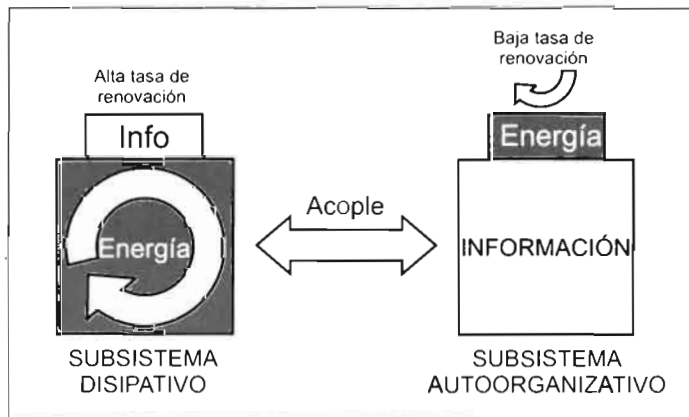 Alta tasa de
renovación
Info
Energía
SUBSISTEMA
DISIPATIVO
Acople
Baja tasa de
renovación
Energía
INFORMACIÓN
SUBSISTEMA
AUTOORGANIZATIVO